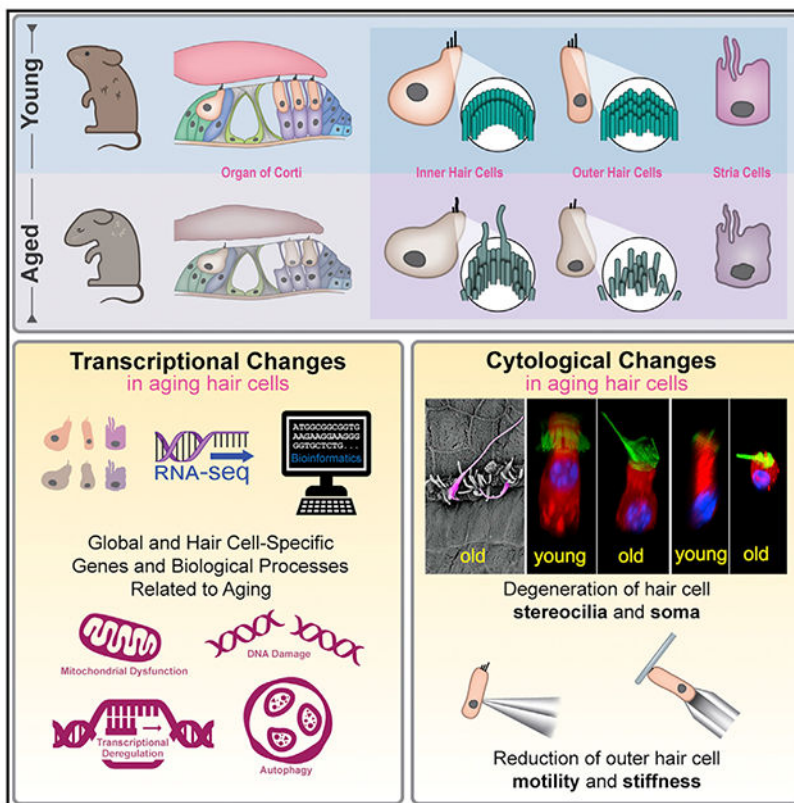 Young
Organ of Corti
Inner Hair Cells
Outer Hair Cells
Stria Cells
Aged
Transcriptional Changes
in aging hair cells
RNA-seq
ATGGCGGCGGTG
AAGAAGGAAGGG
GGTGCTCTG...
Bioinformatics
Global and Hair Cell-Specific
Genes and Biological Processes
Related to Aging
Mitochondrial Dysfunction
DNA Damage
Transcriptional
Deregulation
Autophagy
Cytological Changes
in aging hair cells
old
young
old
young
old
Degeneration of hair cell
stereocilia and soma
Reduction of outer hair cell
motility and stiffness